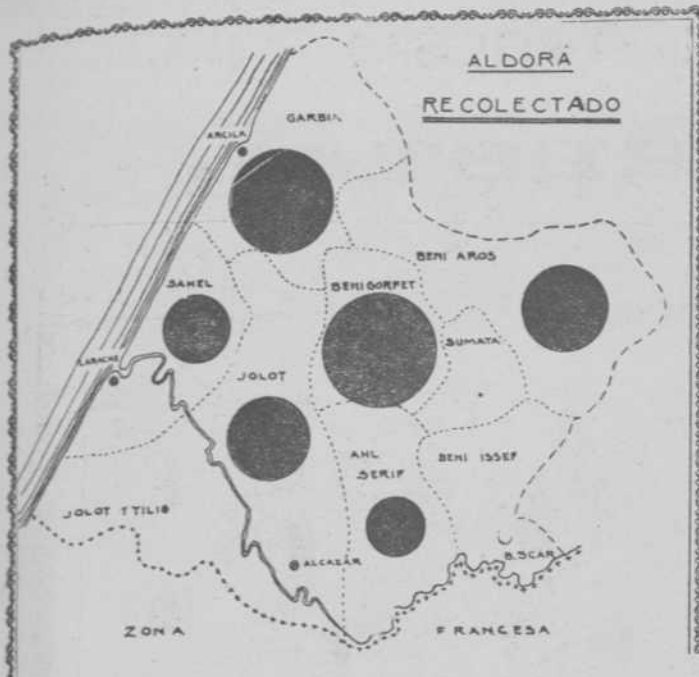 ALDORÁ
RECOLECTADO
ARCILA
GARBIA
BENI AROS
SAHEL
BENI GORFET
SUMATA
LARACHE
JOLOT
AHL
SERIF
BENI ISSEF
JOLOT Y TILIG
ALCAZAR
B. SCAR
ZONA
FRANCESA